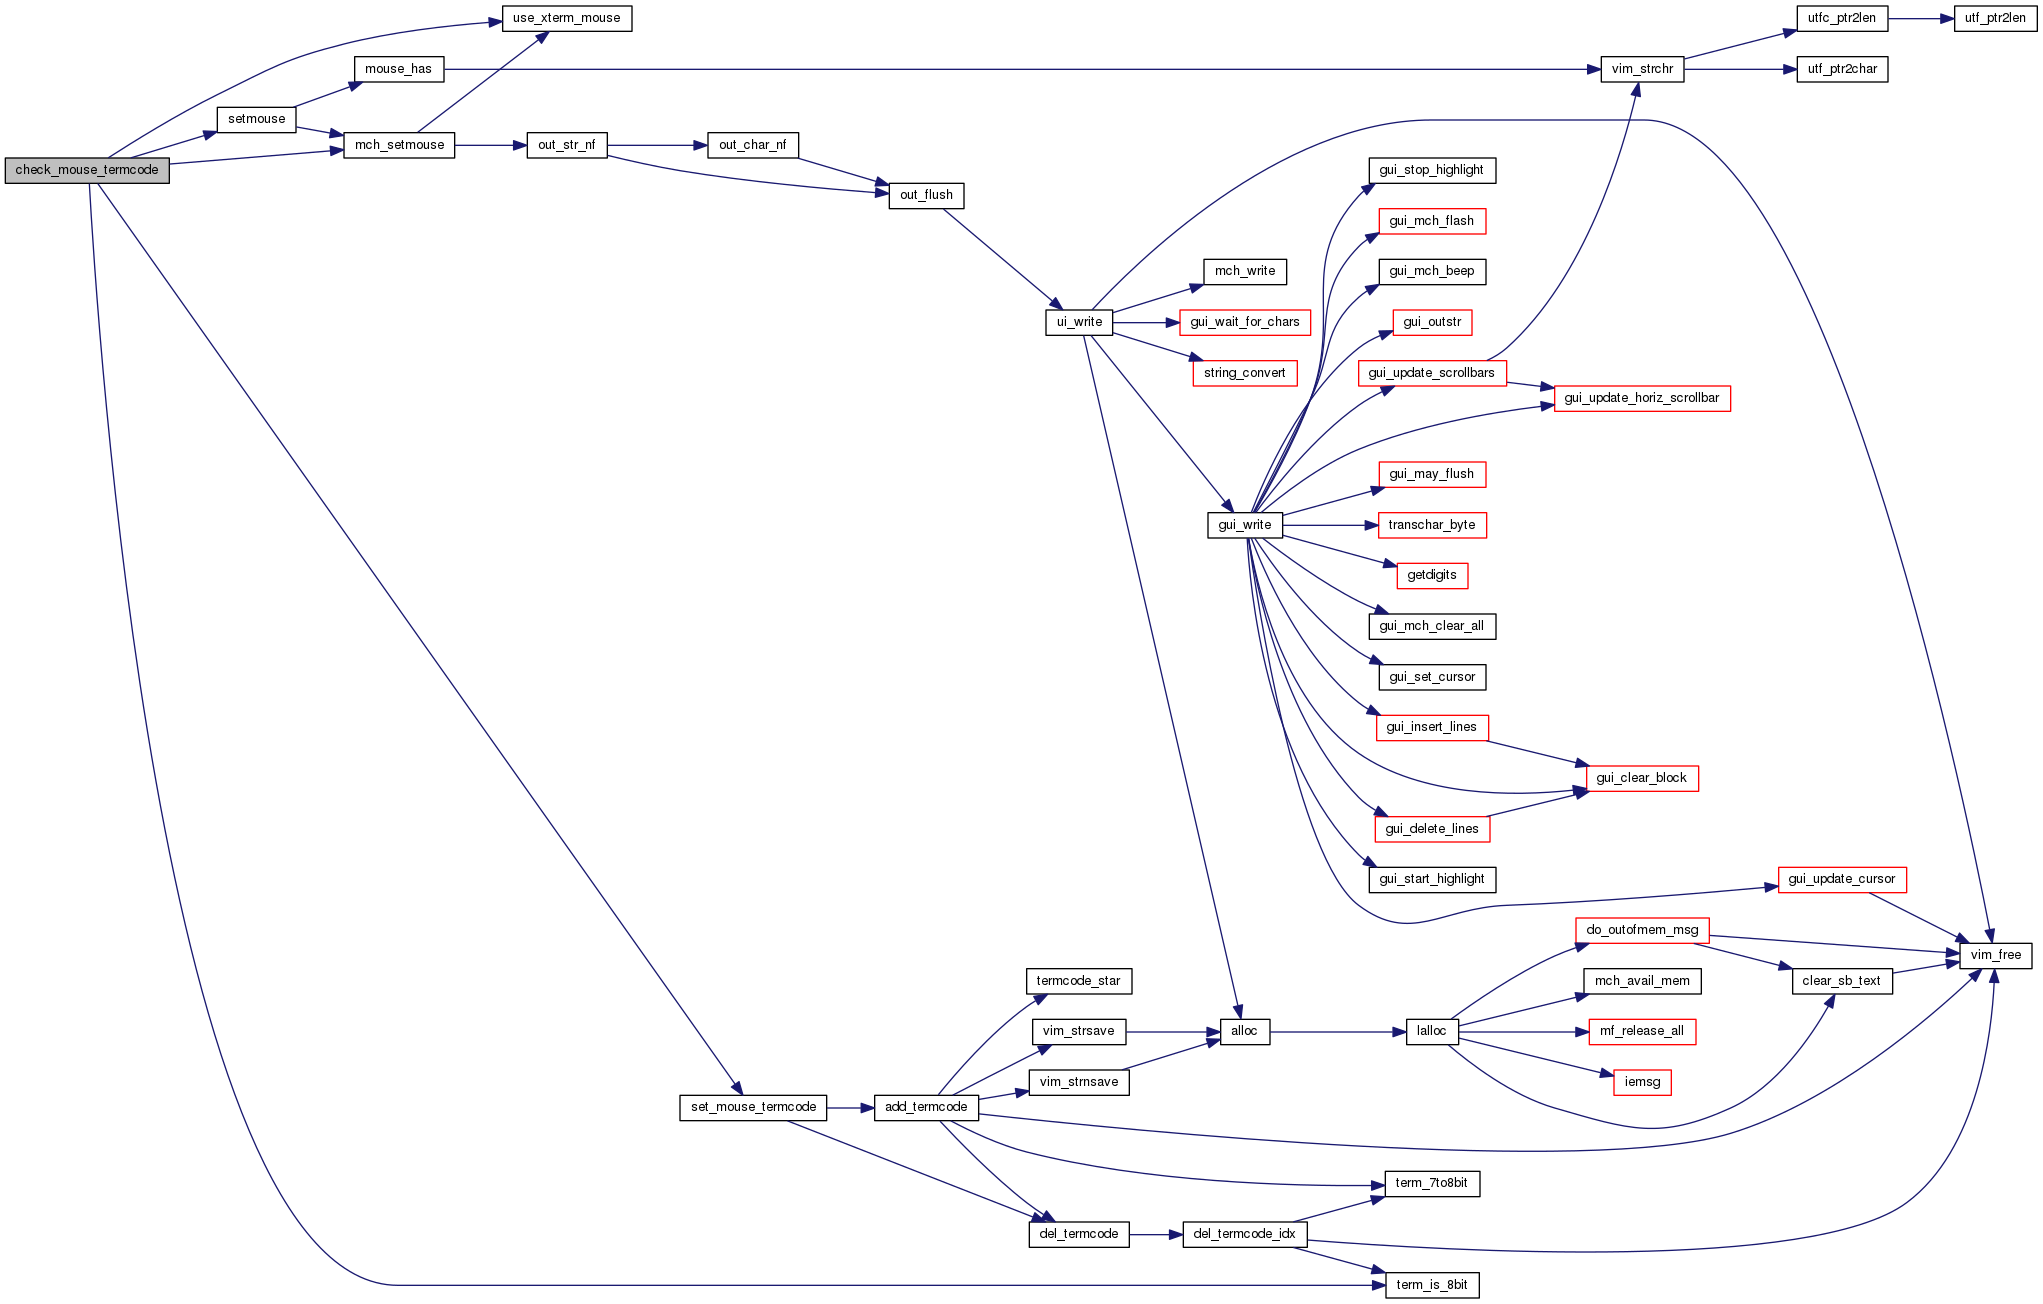 use_xterm_mouse
utfc_ptr2len
utf_ptr2len
mouse_has
vim_strchr
utf_ptr2char
setmouse
mch_setmouse
out_str_nf
out_char_nf
check_mouse_termcode
gui_stop_highlight
out_flush
gui_mch_flash
mch_write
gui_mch_beep
ui_write
gui_wait_for_chars
gui_outstr
string_convert
gui_update_scrollbars
gui_update_horiz_scrollbar
gui_may_flush
gui_write
transchar_byte
getdigits
gui_mch_clear_all
gui_set_cursor
gui_insert_lines
gui_clear_block
gui_delete_lines
gui_start_highlight
gui_update_cursor
do_outofmem_msg
vim_free
termcode_star
mch_avail_mem
clear_sb_text
vim_strsave
alloc
lalloc
mf_release_all
vim_strnsave
iemsg
set_mouse_termcode
add_termcode
term_7to8bit
del_termcode
del_termcode_idx
term_is_8bit